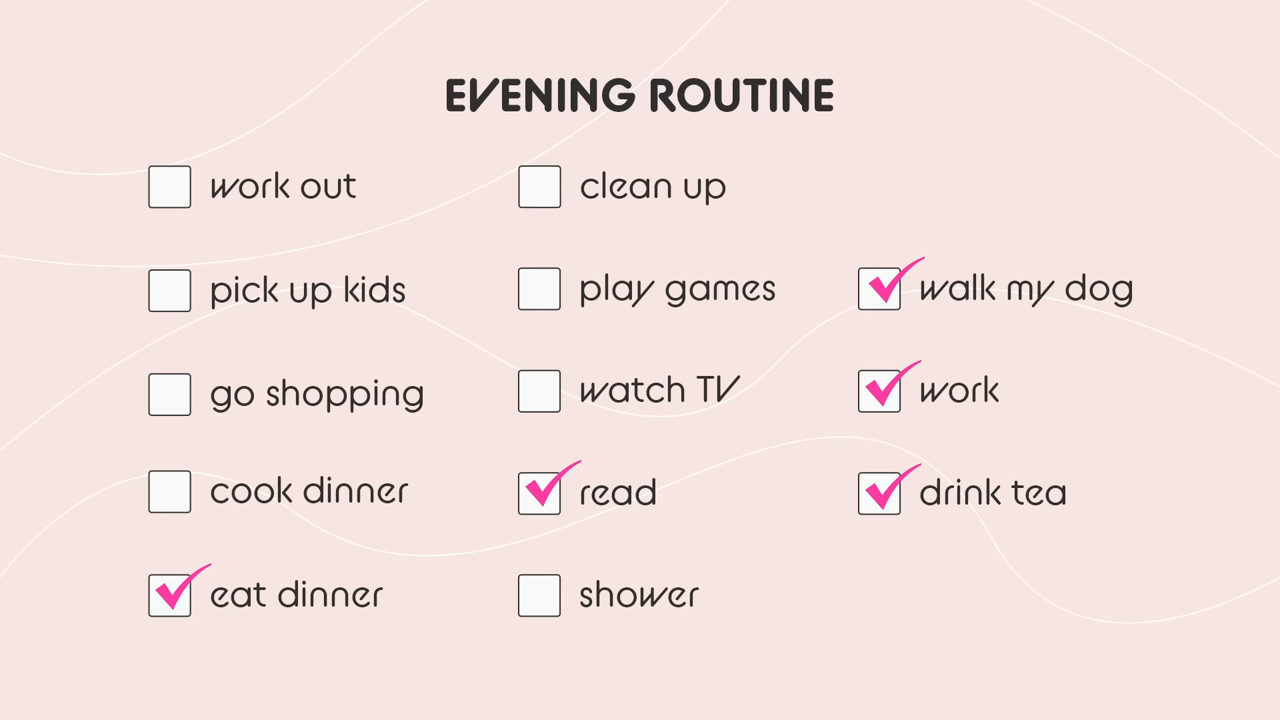 EVENING ROUTINE
work out
pick up kids
go shopping
cook dinner
eat dinner
clean up
play games
watch TV
read
shower
walk my dog
work
drink tea